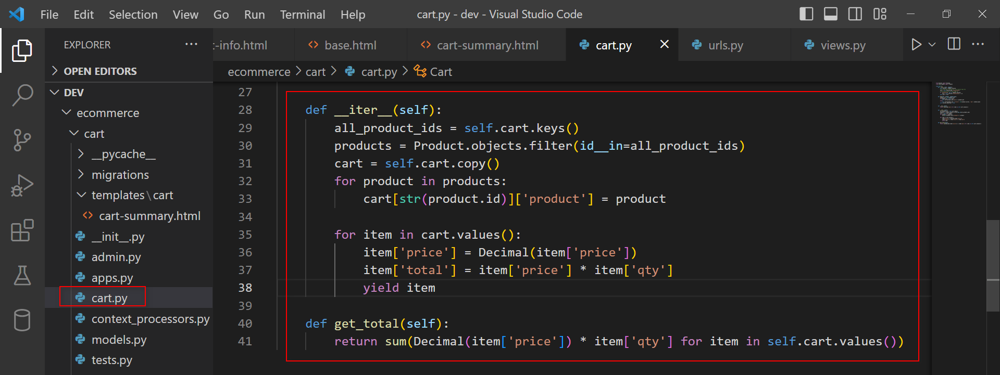 File Edit Selection View Go Run Terminal Help cart.py - dev - Visual Studio Code
EXPLORER
t-info.html base.html cart-summary.html cart.py urls.py views.py
OPEN EDITORS
ecommerce > cart > cart.py > Cart
DEV
ecommerce
cart
__pycache__
migrations
templates\cart
cart-summary.html
__init__.py
admin.py
apps.py
cart.py
context_processors.py
models.py
tests.py
27
28 def __iter__(self):
29 all_product_ids = self.cart.keys()
30 products = Product.objects.filter(id__in=all_product_ids)
31 cart = self.cart.copy()
32 for product in products:
33 cart[str(product.id)]['product'] = product
34
35 for item in cart.values():
36 item['price'] = Decimal(item['price'])
37 item['total'] = item['price'] * item['qty']
38 yield item
39
40 def get_total(self):
41 return sum(Decimal(item['price']) * item['qty'] for item in self.cart.values())